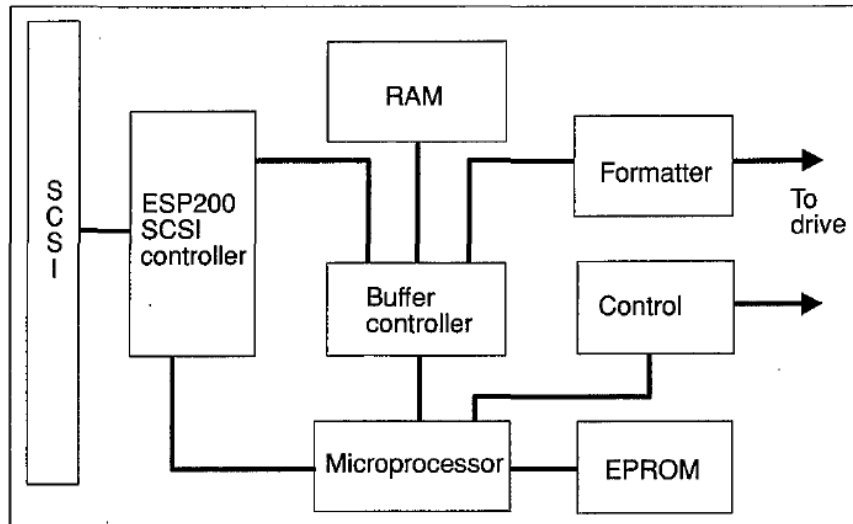 S
C
S
I
ESP200
SCSI
controller
RAM
Formatter
To
drive
Buffer
controller
Control
Microprocessor
EPROM